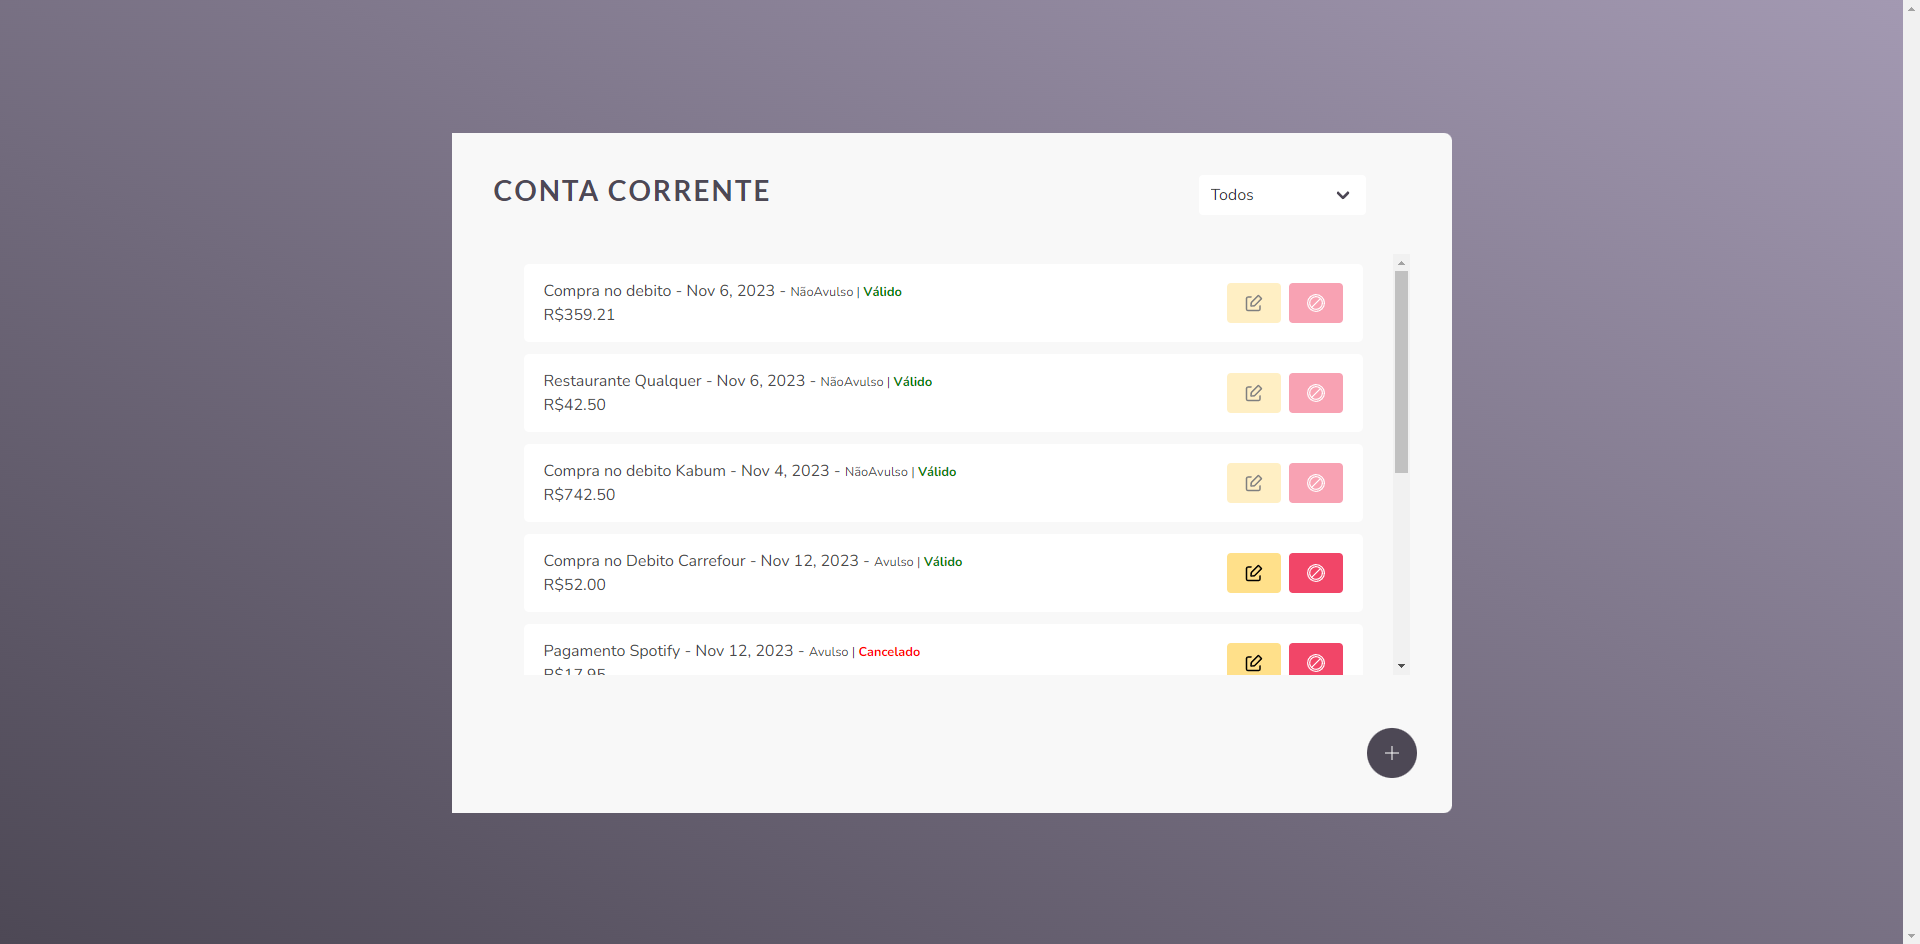 CONTA CORRENTE
Todos
Compra no debito - Nov 6, 2023 - NãoAvulso | Válido
R$359.21
Restaurante Qualquer - Nov 6, 2023 - NãoAvulso | Válido
R$42.50
Compra no debito Kabum - Nov 4, 2023 - NãoAvulso | Válido
R$742.50
Compra no Debito Carrefour - Nov 12, 2023 - Avulso | Válido
R$52.00
Pagamento Spotify - Nov 12, 2023 - Avulso | Cancelado
R$17.95